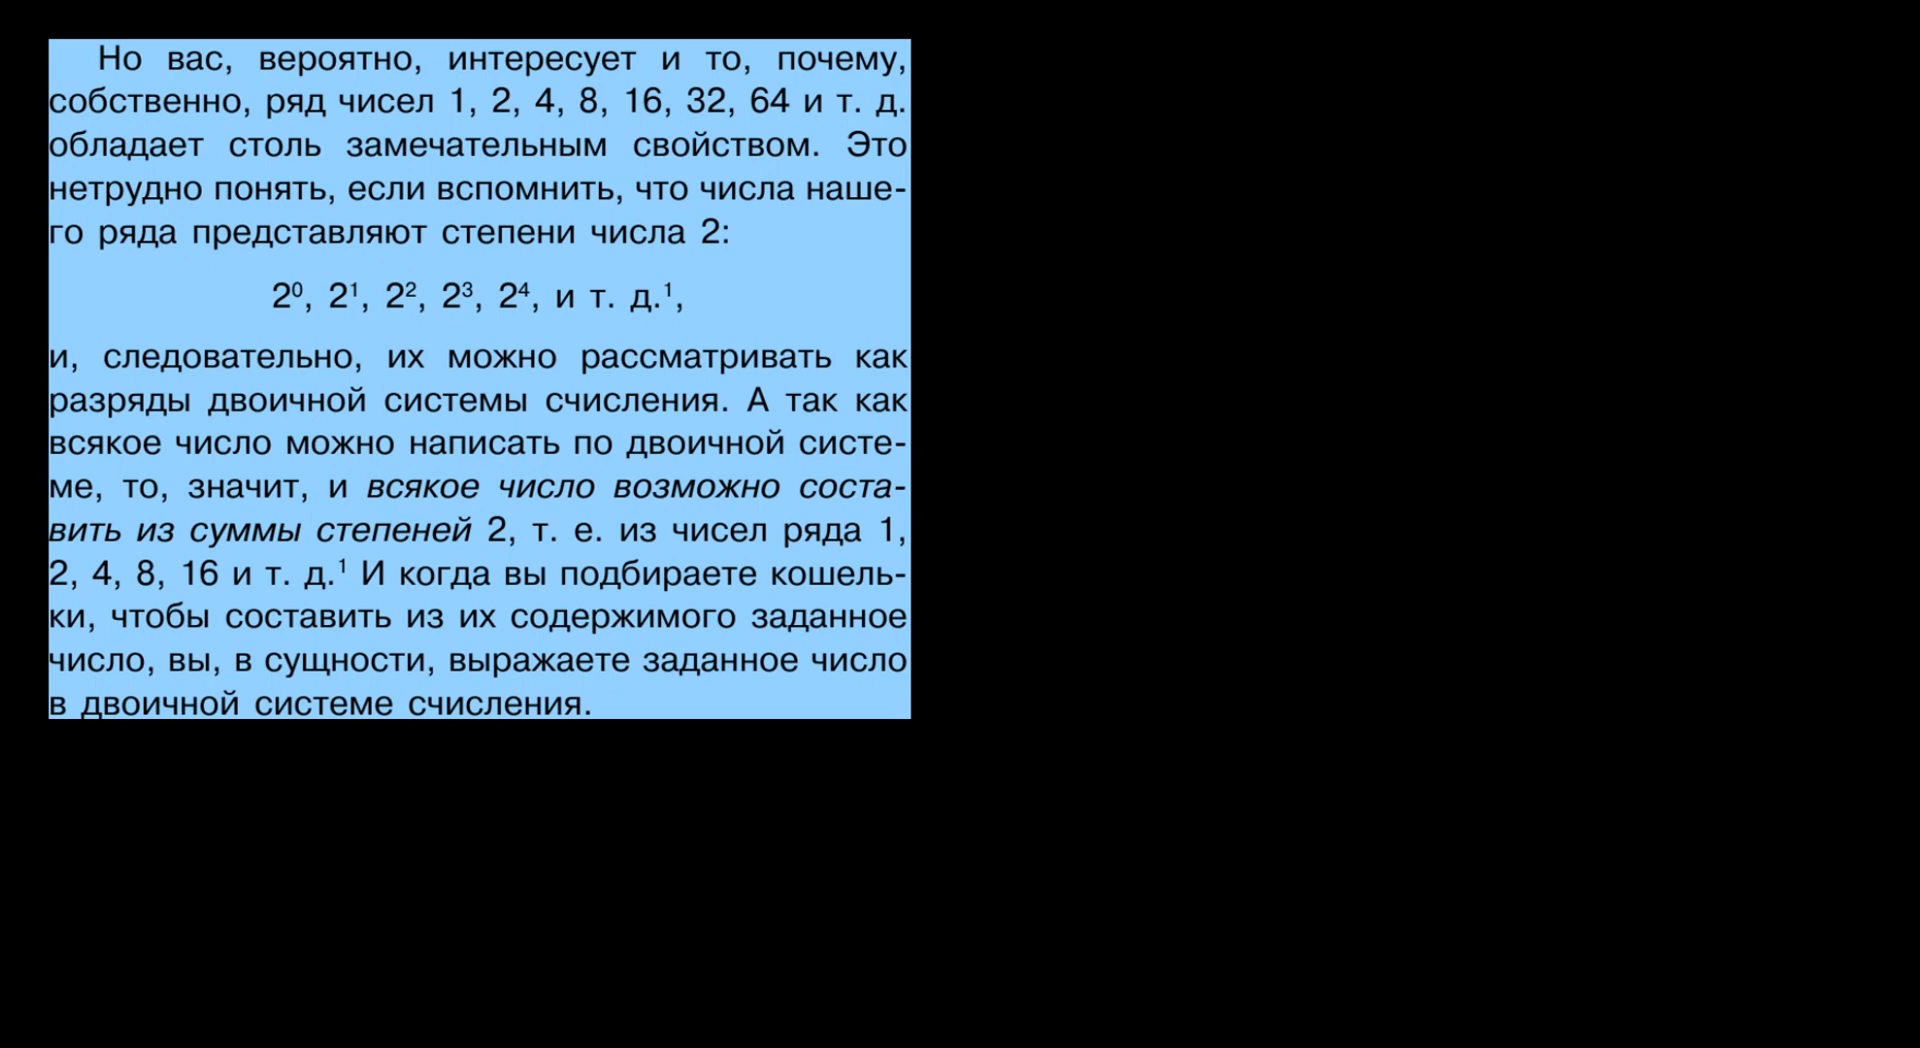 Но вас, вероятно, интересует и то, почему,
собственно, ряд чисел 1, 2, 4, 8, 16, 32, 64 и т. д.
обладает столь замечательным свойством. Это
нетрудно понять, если вспомнить, что числа наше-
го ряда представляют степени числа 2:
2⁰, 2¹, 2², 2³, 2⁴, и т. д.¹,
и, следовательно, их можно рассматривать как
разряды двоичной системы счисления. А так как
всякое число можно написать по двоичной систе-
ме, то, значит, и всякое число возможно соста-
вить из суммы степеней 2, т. е. из чисел ряда 1,
2, 4, 8, 16 и т. д.¹ И когда вы подбираете кошель-
ки, чтобы составить из их содержимого заданное
число, вы, в сущности, выражаете заданное число
в двоичной системе счисления.